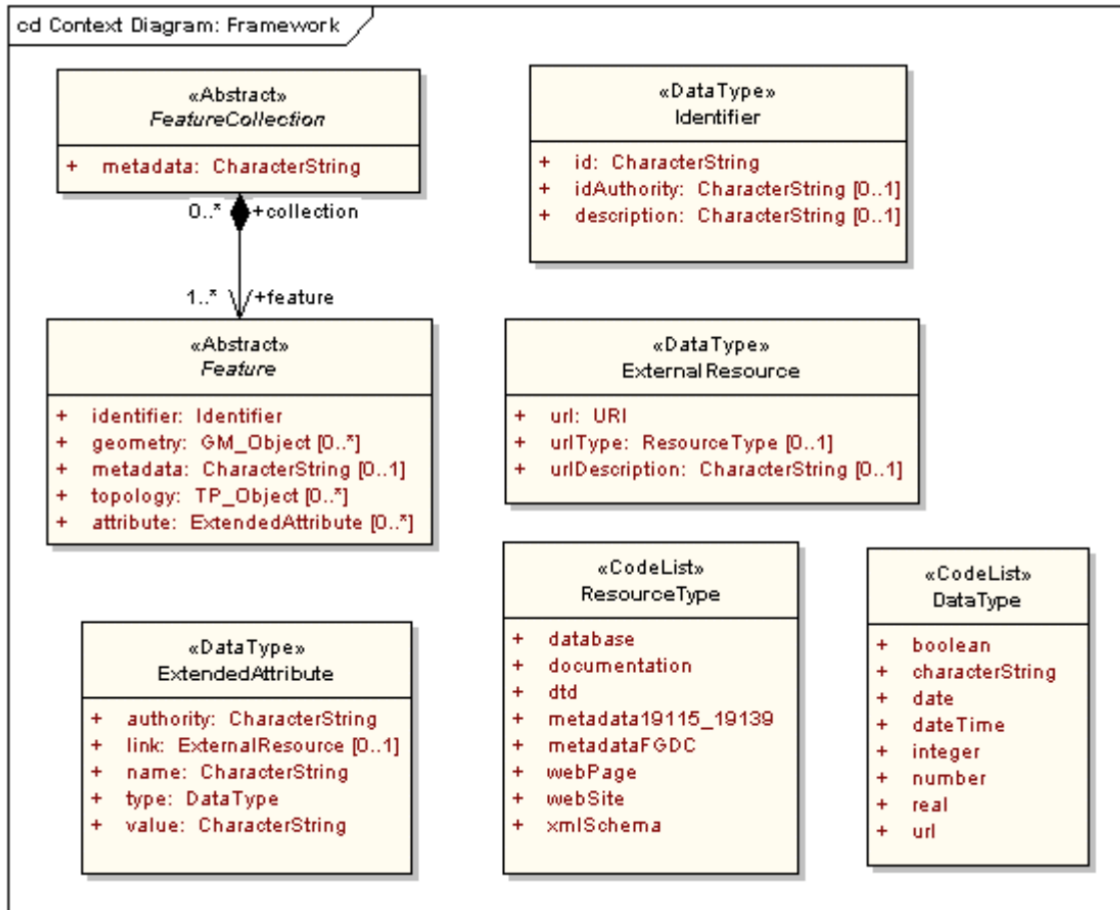 cd Context Diagram: Framework
«Abstract»
FeatureCollection
+ metadata: CharacterString
0..* +collection
1..* +feature
«Abstract»
Feature
+ identifier: Identifier
+ geometry: GM_Object [0..*]
+ metadata: CharacterString [0..1]
+ topology: TP_Object [0..*]
+ attribute: ExtendedAttribute [0..*]
«DataType»
ExtendedAttribute
+ authority: CharacterString
+ link: ExternalResource [0..1]
+ name: CharacterString
+ type: DataType
+ value: CharacterString
«DataType»
Identifier
+ id: CharacterString
+ idAuthority: CharacterString [0..1]
+ description: CharacterString [0..1]
«DataType»
ExternalResource
+ url: URI
+ urlType: ResourceType [0..1]
+ urlDescription: CharacterString [0..1]
«CodeList»
ResourceType
+ database
+ documentation
+ dtd
+ metadata19115_19139
+ metadataFGDC
+ webPage
+ webSite
+ xmlSchema
«CodeList»
DataType
+ boolean
+ characterString
+ date
+ dateTime
+ integer
+ number
+ real
+ url